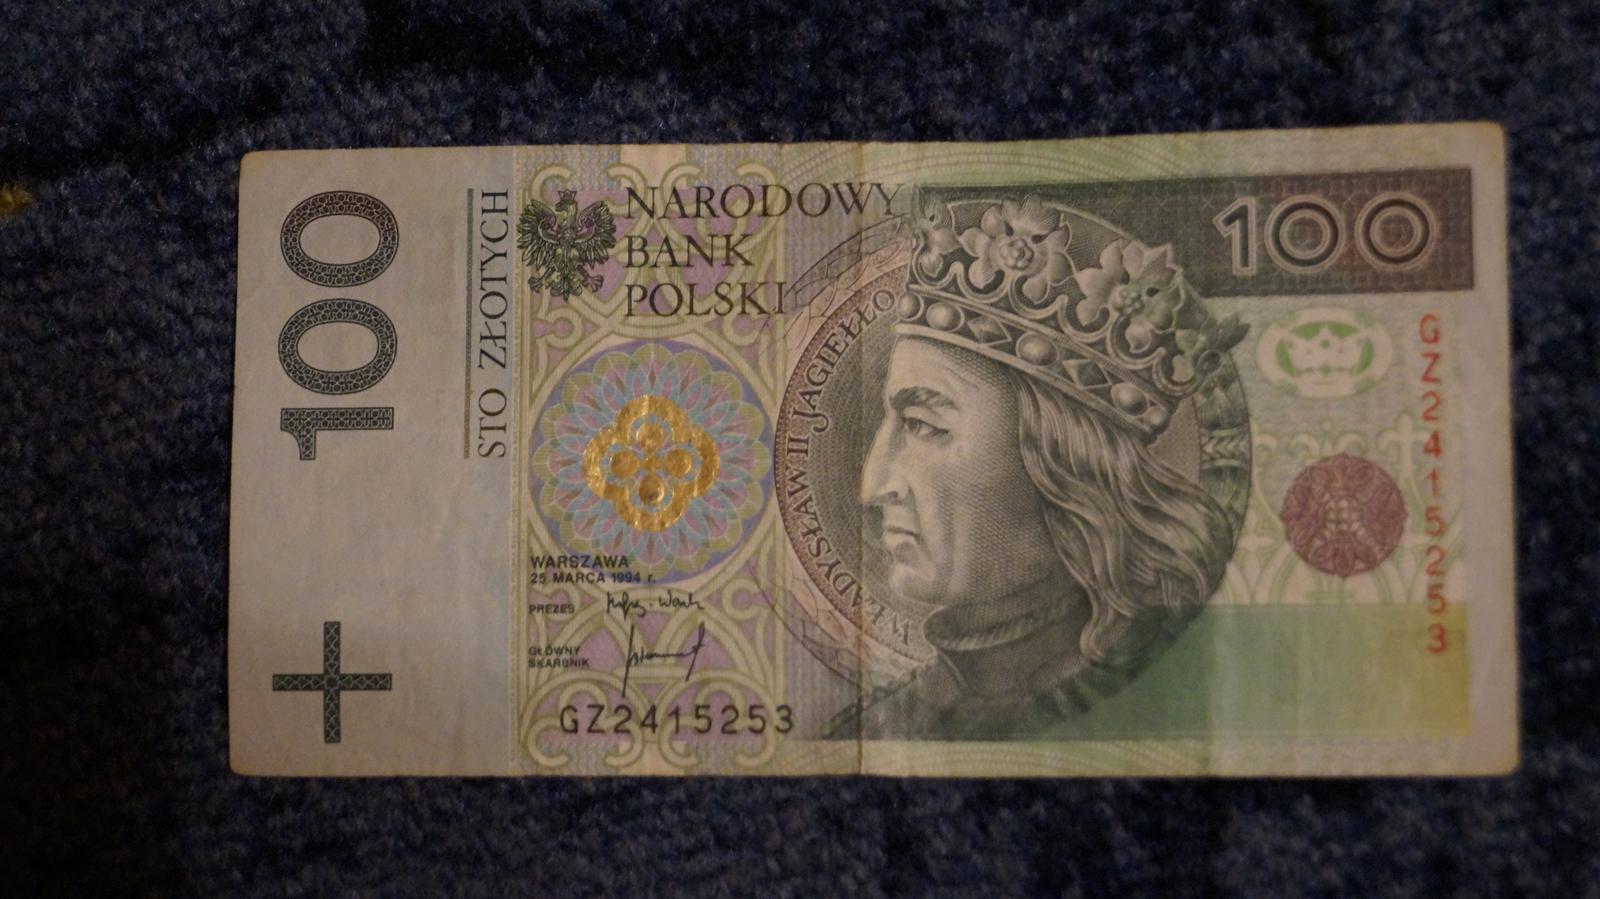 100
STO ZŁOTYCH
NARODOWY
BANK
POLSKI
100
WŁADYSŁAW II JAGIEŁŁO
GZ2415253
WARSZAWA
25 MARCA 1994 r.
PREZES
GŁÓWNY
SKARBNIK
GZ2415253